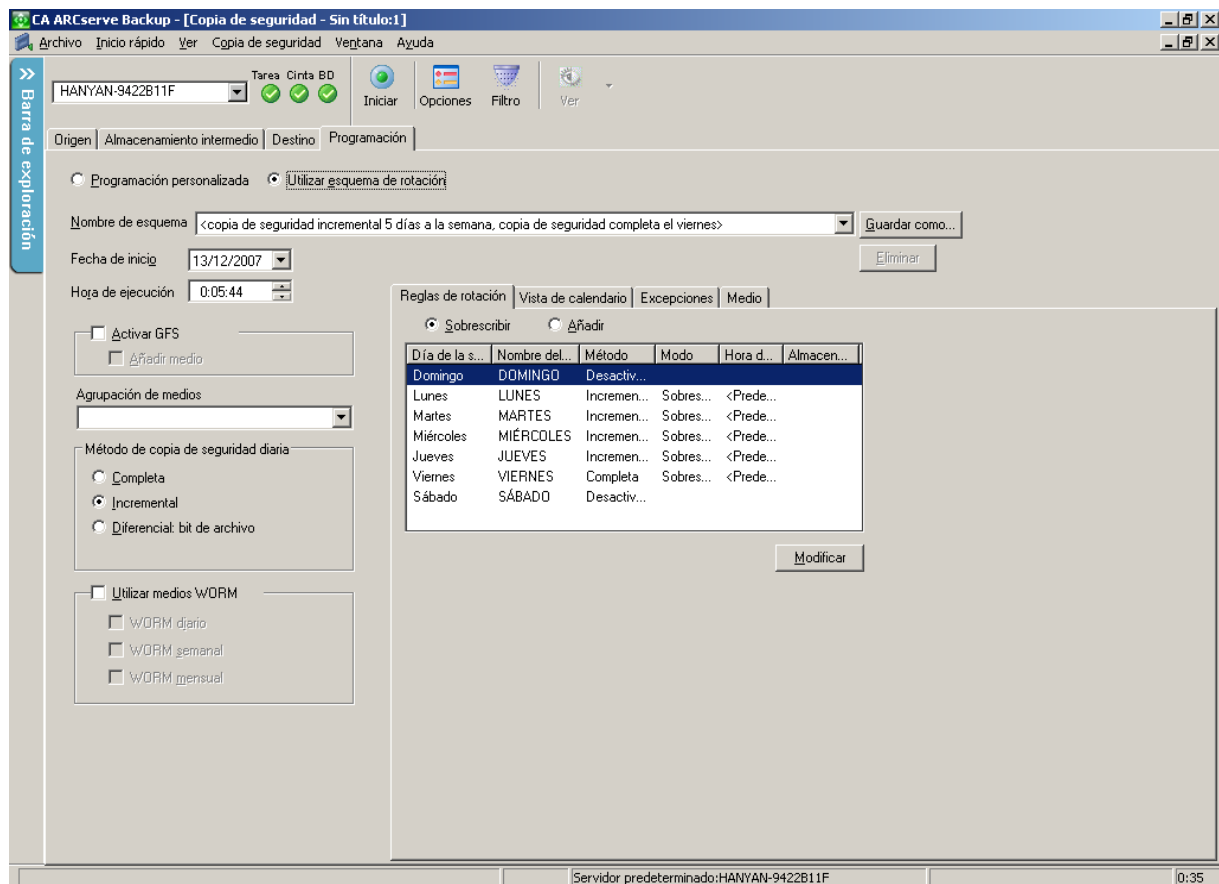 CA ARCserve Backup - [Copia de seguridad - Sin título:1]
Archivo Inicio rápido Ver Copia de seguridad Ventana Ayuda
Barra de exploración
HANYAN-9422B11F
Tarea Cinta BD
Iniciar Opciones Filtro Ver
Origen Almacenamiento intermedio Destino Programación
Programación personalizada Utilizar esquema de rotación
Nombre de esquema <copia de seguridad incremental 5 días a la semana, copia de seguridad completa el viernes> Guardar como...
Fecha de inicio 13/12/2007 Eliminar
Hora de ejecución 0:05:44
Reglas de rotación Vista de calendario Excepciones Medio
Sobrescribir Añadir
Activar GFS
Añadir medio
Agrupación de medios
Método de copia de seguridad diaria
Completa
Incremental
Diferencial: bit de archivo
Utilizar medios WORM
WORM diario
WORM semanal
WORM mensual
Día de la s... Nombre del... Método Modo Hora d... Almacen...
Domingo DOMINGO Desactiv...
Lunes LUNES Incremen... Sobres... <Prede...
Martes MARTES Incremen... Sobres... <Prede...
Miércoles MIÉRCOLES Incremen... Sobres... <Prede...
Jueves JUEVES Incremen... Sobres... <Prede...
Viernes VIERNES Completa Sobres... <Prede...
Sábado SÁBADO Desactiv...
Modificar
Servidor predeterminado:HANYAN-9422B11F 0:35